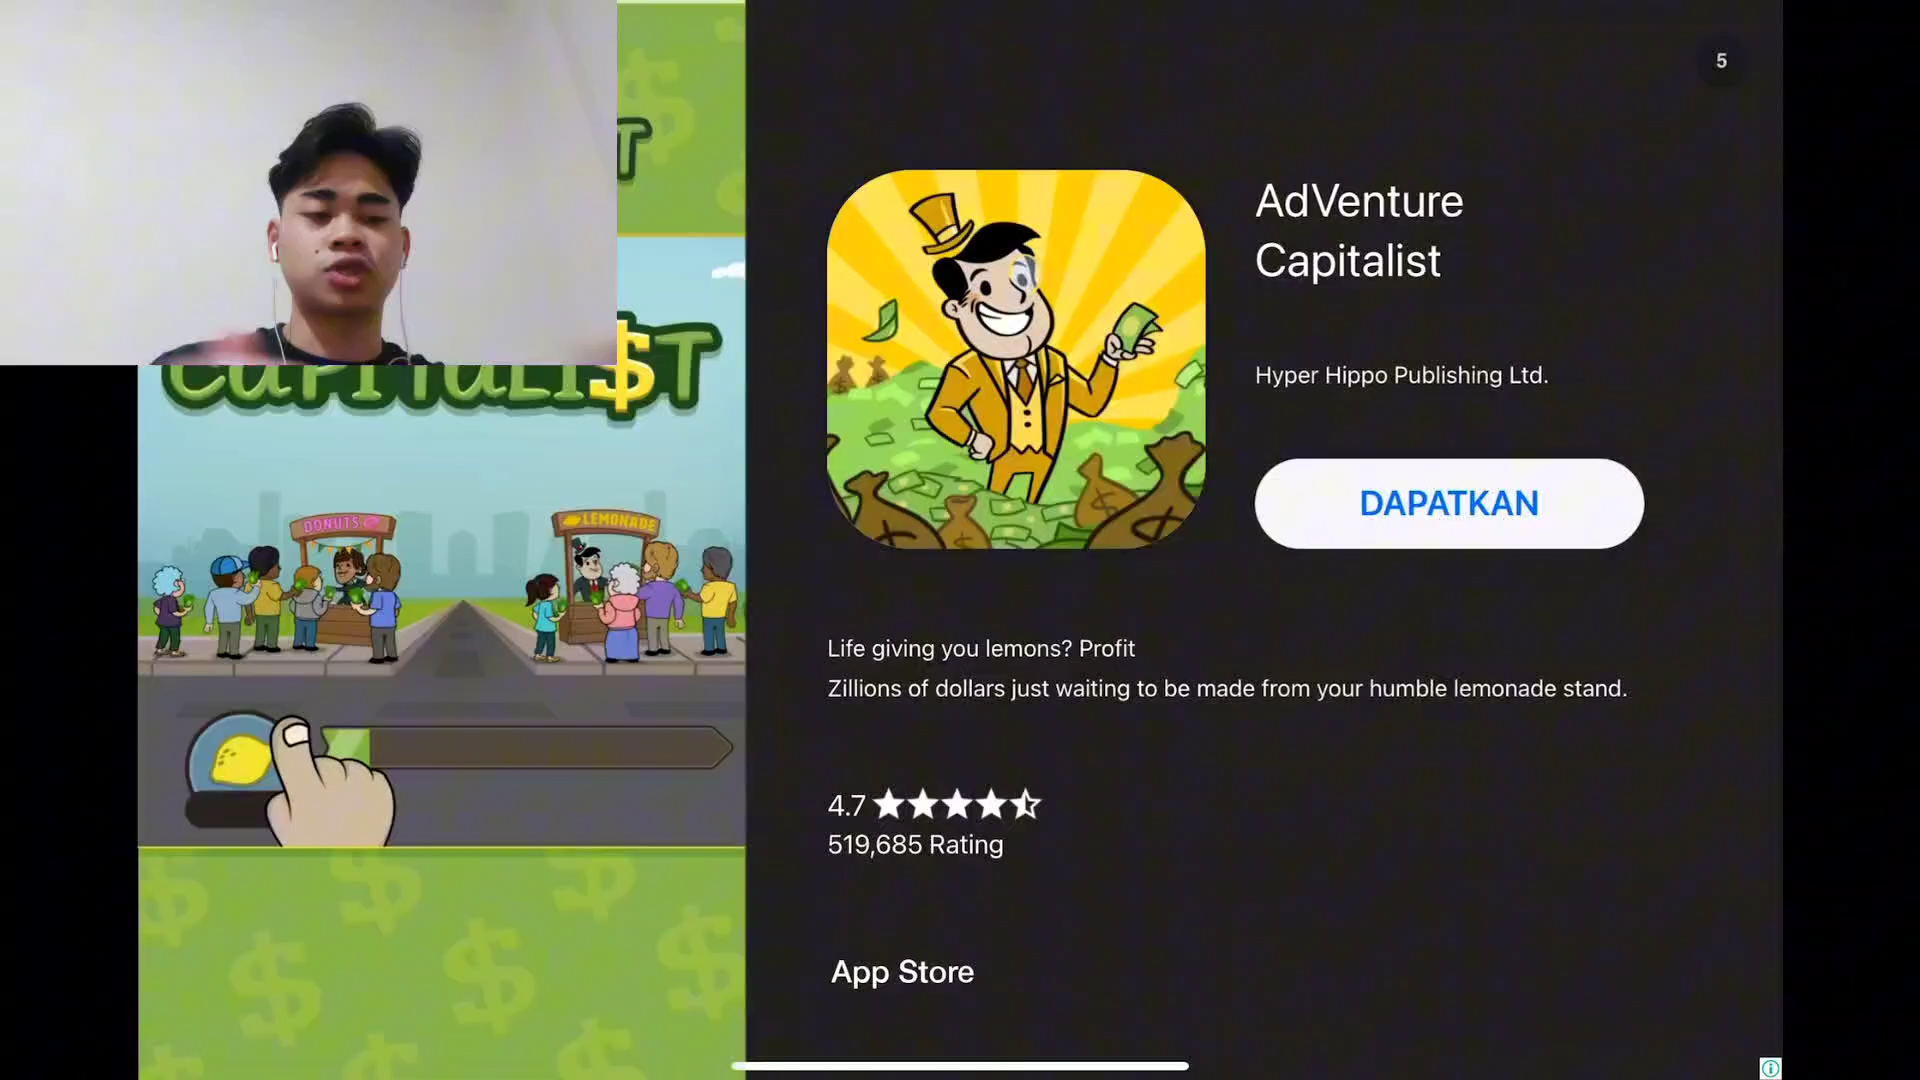 5
T
CaPITaLI$T
DONUTS
LEMONADE
AdVenture
Capitalist
Hyper Hippo Publishing Ltd.
DAPATKAN
Life giving you lemons? Profit
Zillions of dollars just waiting to be made from your humble lemonade stand.
4.7
519,685 Rating
App Store